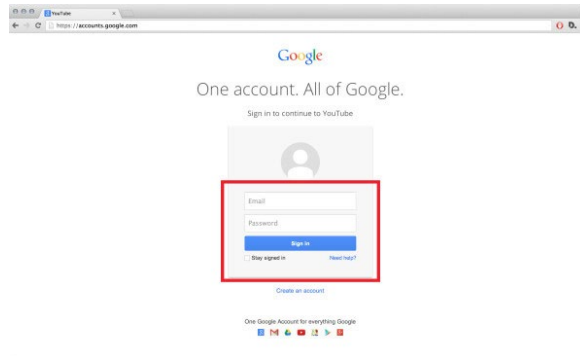 YouTube
https://accounts.google.com
Google
One account. All of Google.
Sign in to continue to YouTube
Email
Password
Sign in
Stay signed in Need help?
Create an account
One Google Account for everything Google